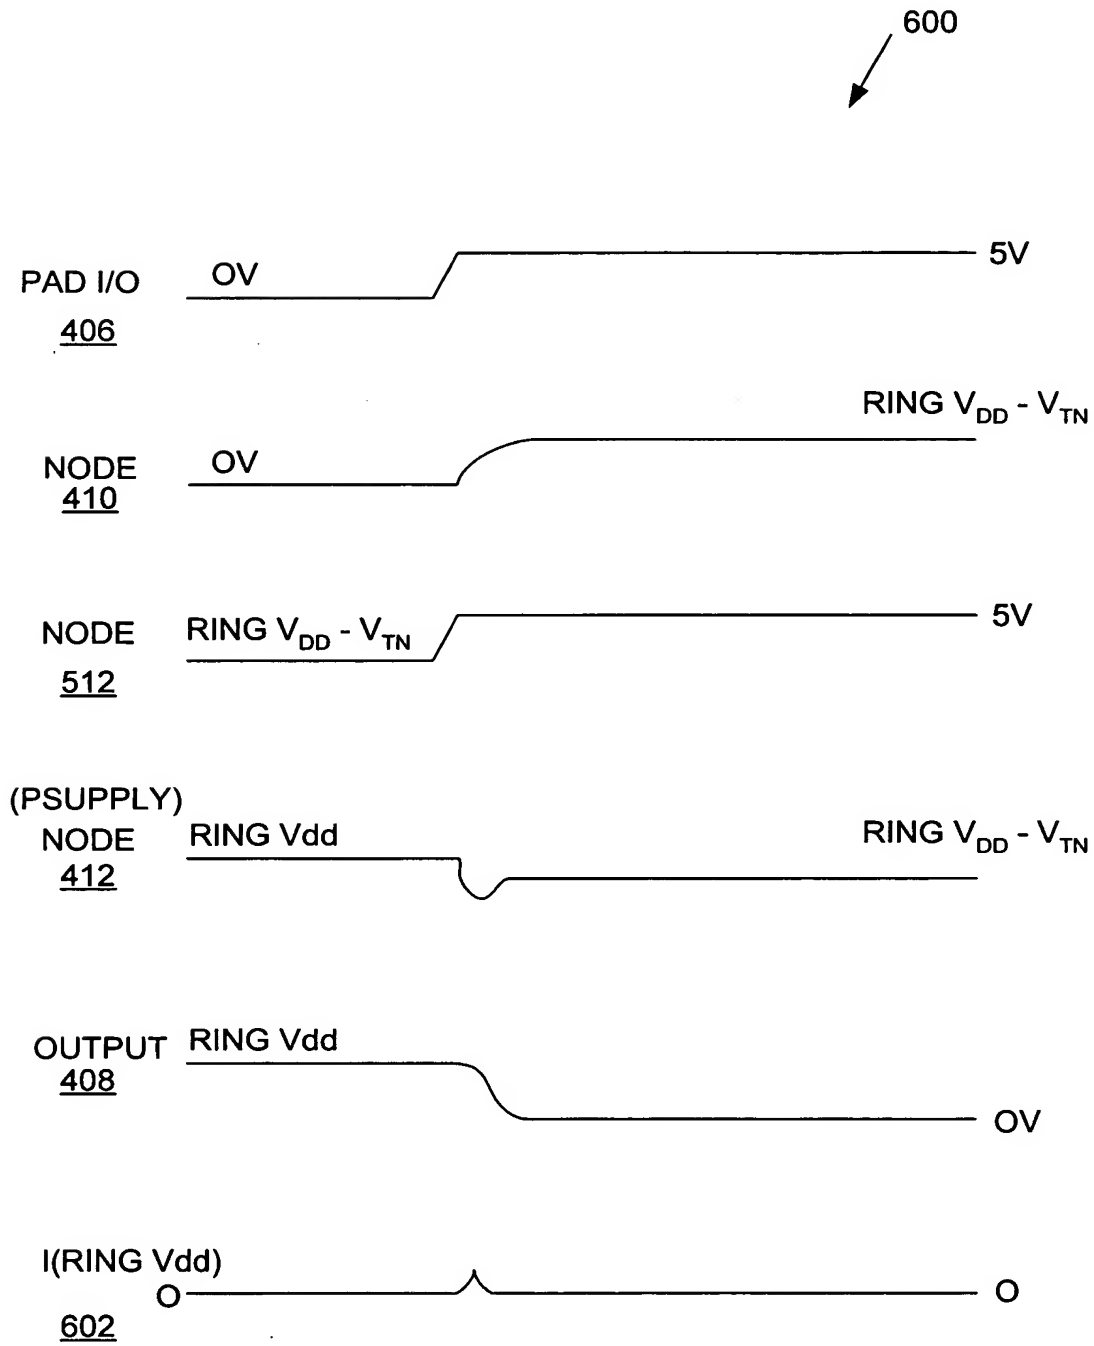 600
PAD I/O
406
OV
5V
NODE
410
OV
RING VDD - VTN
NODE
512
RING VDD - VTN
5V
(PSUPPLY)
NODE
412
RING Vdd
RING VDD - VTN
OUTPUT
408
RING Vdd
OV
I(RING Vdd)
O
O
602